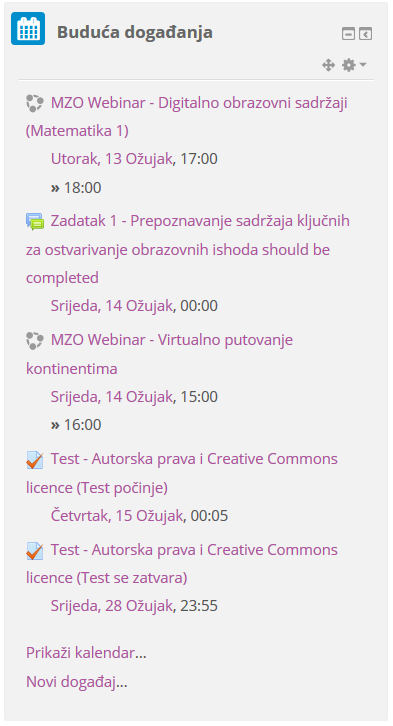 Buduća događanja
MZO Webinar - Digitalno obrazovni sadržaji
(Matematika 1)
Utorak, 13 Ožujak, 17:00
» 18:00
Zadatak 1 - Prepoznavanje sadržaja ključnih
za ostvarivanje obrazovnih ishoda should be
completed
Srijeda, 14 Ožujak, 00:00
MZO Webinar - Virtualno putovanje
kontinentima
Srijeda, 14 Ožujak, 15:00
» 16:00
Test - Autorska prava i Creative Commons
licence (Test počinje)
Četvrtak, 15 Ožujak, 00:05
Test - Autorska prava i Creative Commons
licence (Test se zatvara)
Srijeda, 28 Ožujak, 23:55
Prikaži kalendar...
Novi događaj...